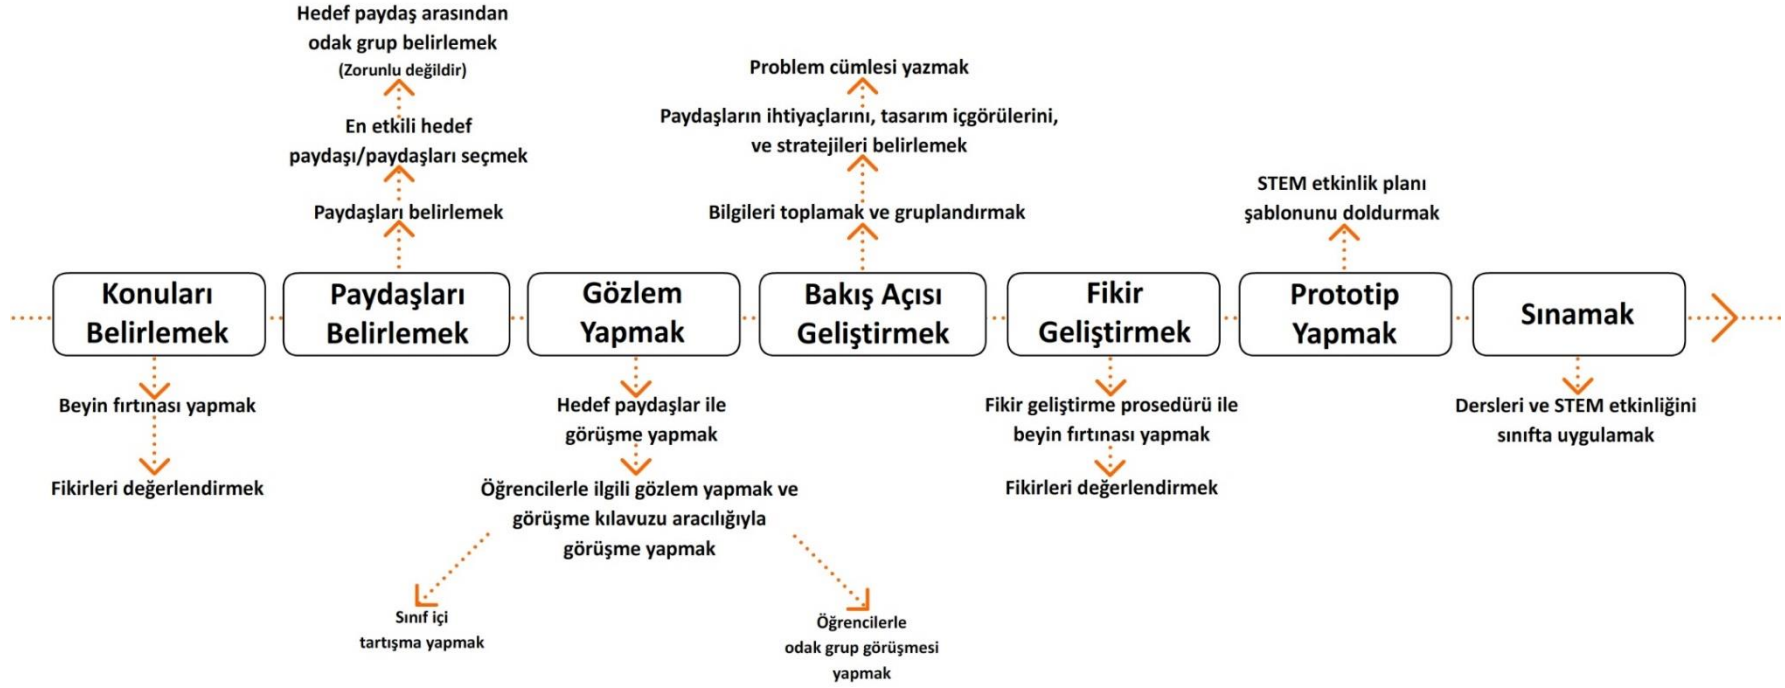 Hedef paydaş arasından
odak grup belirlemek
(Zorunlu değildir)
En etkili hedef
paydaşı/paydaşları seçmek
Paydaşları belirlemek
Problem cümlesi yazmak
Paydaşların ihtiyaçlarını, tasarım içgörülerini,
ve stratejileri belirlemek
Bilgileri toplamak ve gruplandırmak
STEM etkinlik planı
şablonunu doldurmak
Konuları
Belirlemek
Paydaşları
Belirlemek
Gözlem
Yapmak
Bakış Açısı
Geliştirmek
Fikir
Geliştirmek
Prototip
Yapmak
Sınamak
Beyin fırtınası yapmak
Fikirleri değerlendirmek
Hedef paydaşlar ile
görüşme yapmak
Öğrencilerle ilgili gözlem yapmak ve
görüşme kılavuzu aracılığıyla
görüşme yapmak
Sınıf içi
tartışma yapmak
Öğrencilerle
odak grup görüşmesi
yapmak
Fikir geliştirme prosedürü ile
beyin fırtınası yapmak
Fikirleri değerlendirmek
Dersleri ve STEM etkinliğini
sınıfta uygulamak